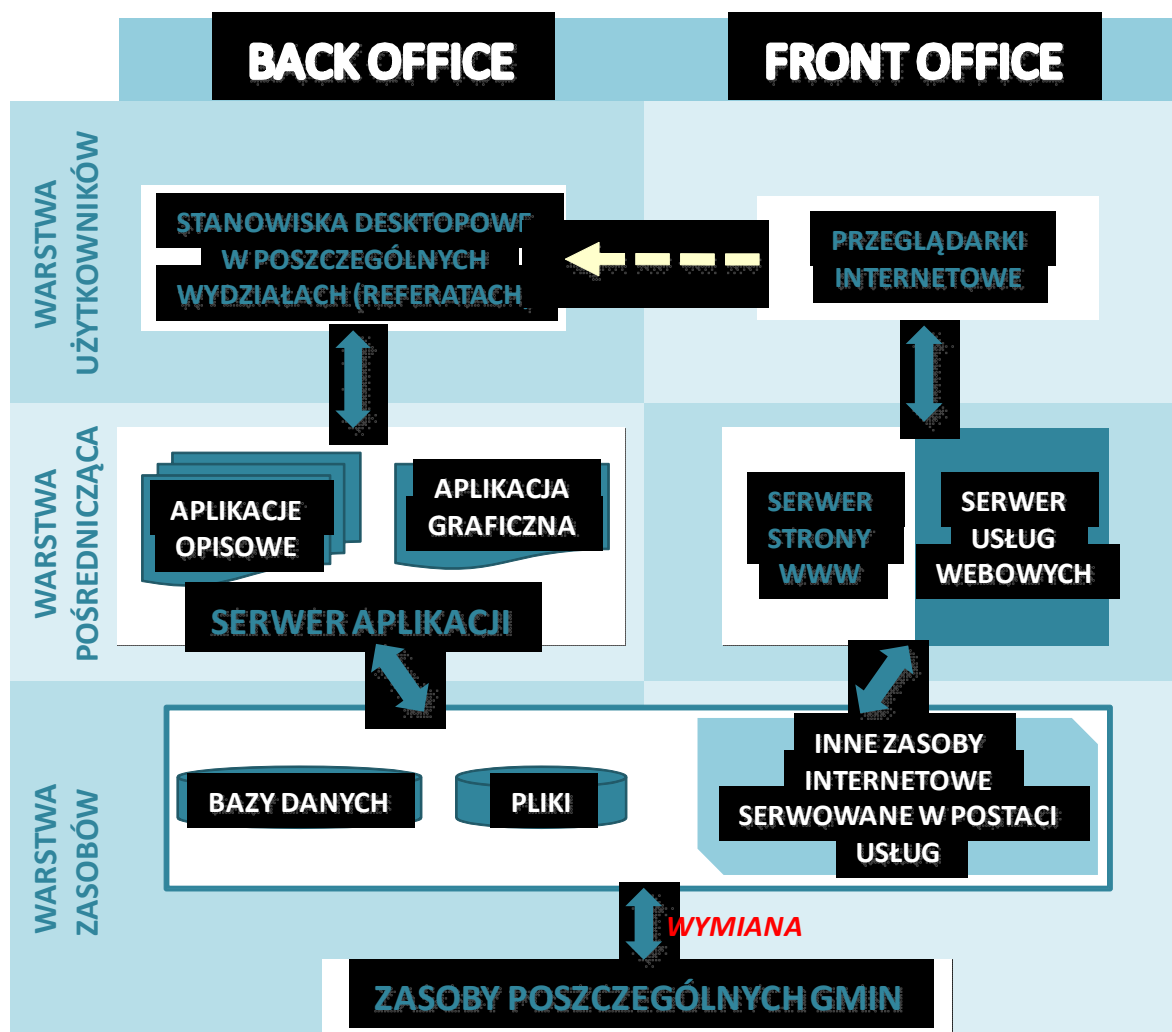 BACK OFFICE
FRONT OFFICE
WARSTWA
UŻYTKOWNIKÓW
STANOWISKA DESKTOPOWE
W POSZCZEGÓLNYCH
WYDZIAŁACH (REFERATACH
PRZEGLĄDARKI
INTERNETOWE
WARSTWA
POŚREDNICZĄCA
APLIKACJE
OPISOWE
APLIKACJA
GRAFICZNA
SERWER APLIKACJI
SERWER
STRONY
WWW
SERWER
USŁUG
WEBOWYCH
WARSTWA
ZASOBÓW
BAZY DANYCH
PLIKI
INNE ZASOBY
INTERNETOWE
SERWOWANE W POSTACI
USŁUG
WYMIANA
ZASOBY POSZCZEGÓLNYCH GMIN